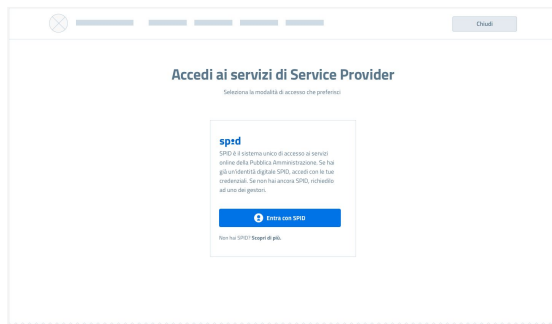 Chiudi
Accedi ai servizi di Service Provider
Seleziona la modalità di accesso che preferisci
spid
SPID è il sistema unico di accesso ai servizi
online della Pubblica Amministrazione. Se hai
già un'identità digitale SPID, accedi con le tue
credenziali. Se non hai ancora SPID, richiedilo
ad uno dei gestori.
Entra con SPID
Non hai SPID? Scopri di più.